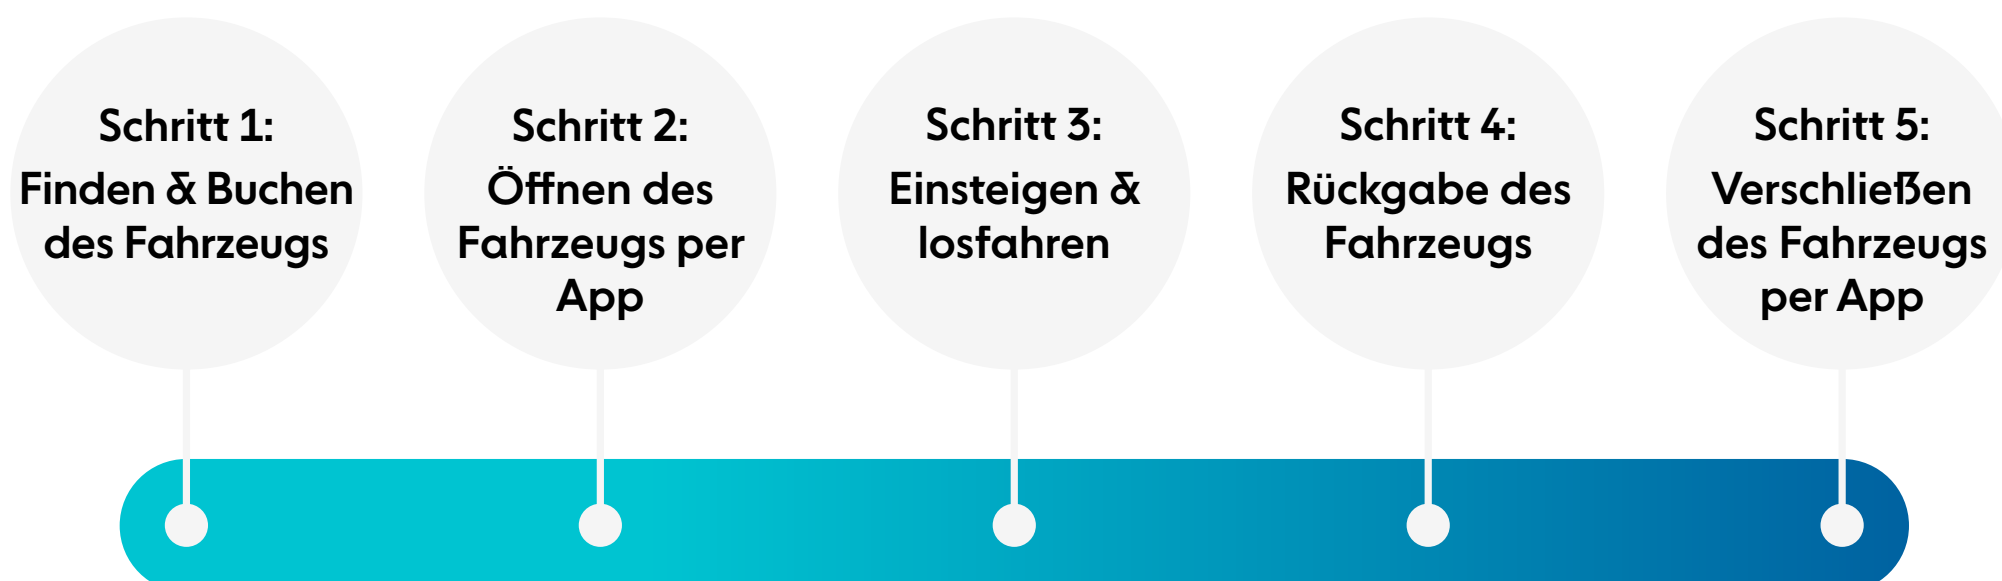 Schritt 1:
Finden & Buchen
des Fahrzeugs
Schritt 2:
Öffnen des
Fahrzeugs per
App
Schritt 3:
Einsteigen &
losfahren
Schritt 4:
Rückgabe des
Fahrzeugs
Schritt 5:
Verschließen
des Fahrzeugs
per App